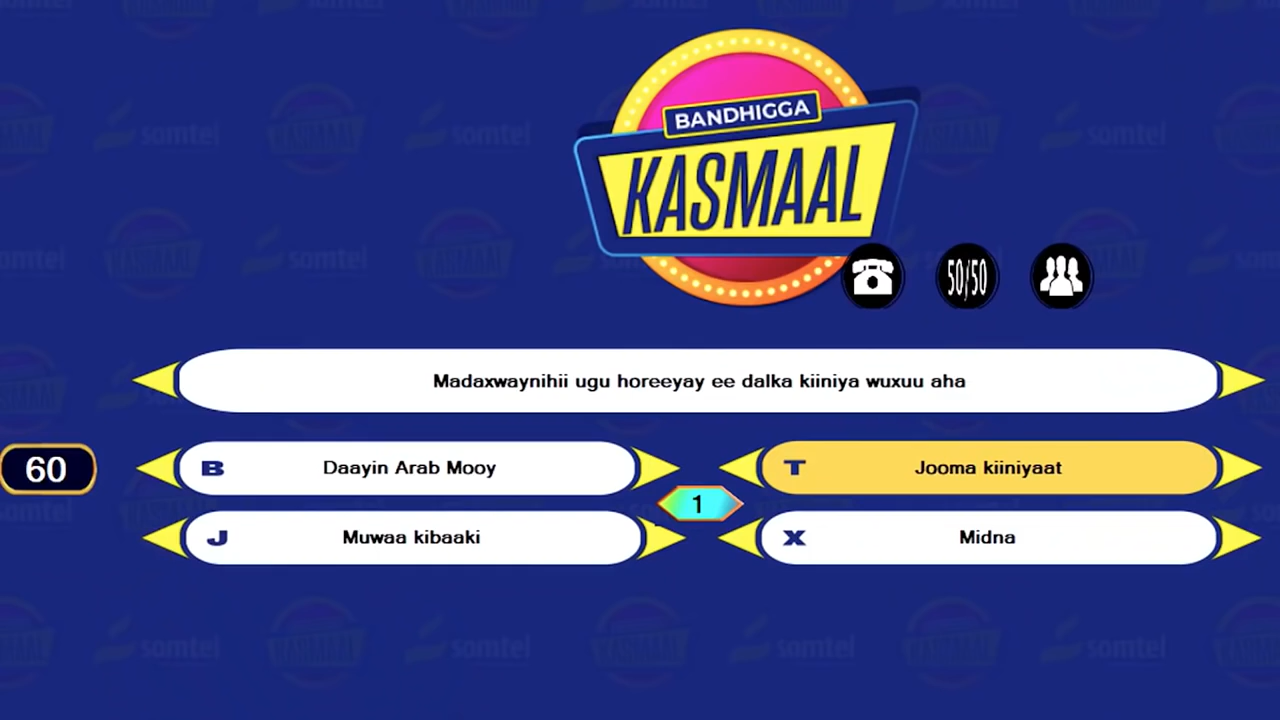 BANDHIGGA
KASMAAL
50/50
Madaxwaynihii ugu horeeyay ee dalka kiiniya wuxuu aha
60
B Daayin Arab Mooy
T Jooma kiiniyaat
1
J Muwaa kibaaki
X Midna
somtel